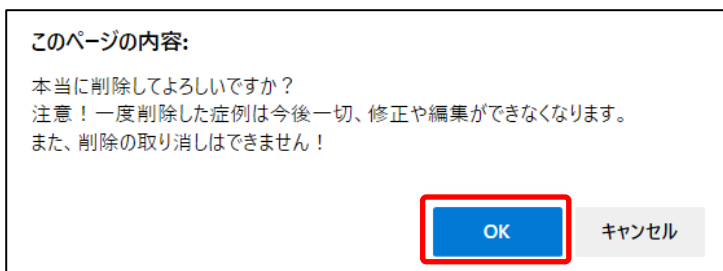 このページの内容:
本当に削除してよろしいですか？
注意！一度削除した症例は今後一切、修正や編集ができなくなります。
また、削除の取り消しはできません！
OK
キャンセル